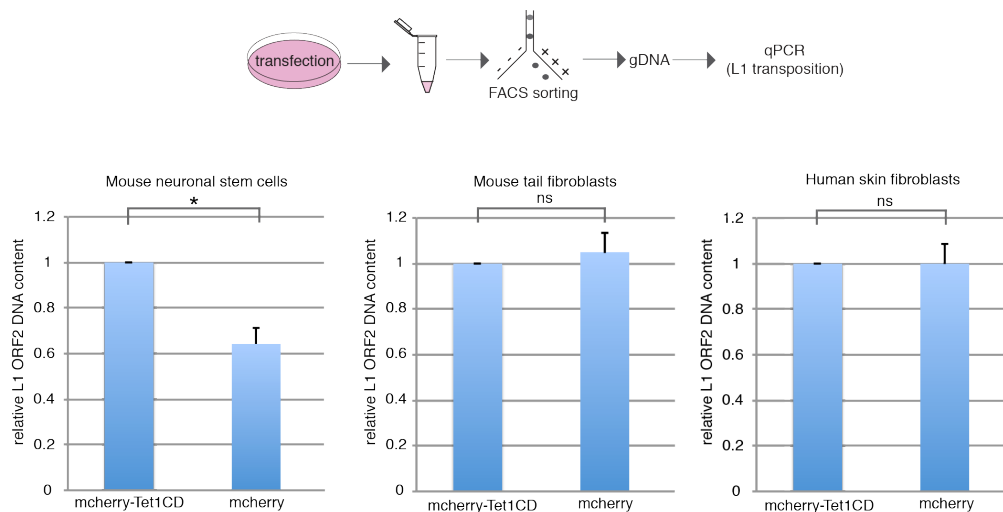 transfection
FACS sorting
gDNA
qPCR
(L1 transposition)
Mouse neuronal stem cells
*
relative L1 ORF2 DNA content
1.2
1
0.8
0.6
0.4
0.2
0
mcherry-Tet1CD
mcherry
Mouse tail fibroblasts
ns
relative L1 ORF2 DNA content
1.2
1
0.8
0.6
0.4
0.2
0
mcherry-Tet1CD
mcherry
Human skin fibroblasts
ns
relative L1 ORF2 DNA content
1.2
1
0.8
0.6
0.4
0.2
0
mcherry-Tet1CD
mcherry